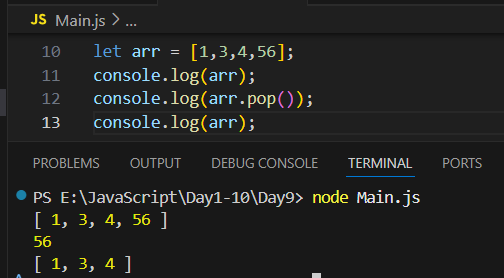 JS Main.js > ...
10 let arr = [1,3,4,56];
11 console.log(arr);
12 console.log(arr.pop());
13 console.log(arr);
PROBLEMS OUTPUT DEBUG CONSOLE TERMINAL PORTS
PS E:\JavaScript\Day1-10\Day9> node Main.js
[ 1, 3, 4, 56 ]
56
[ 1, 3, 4 ]